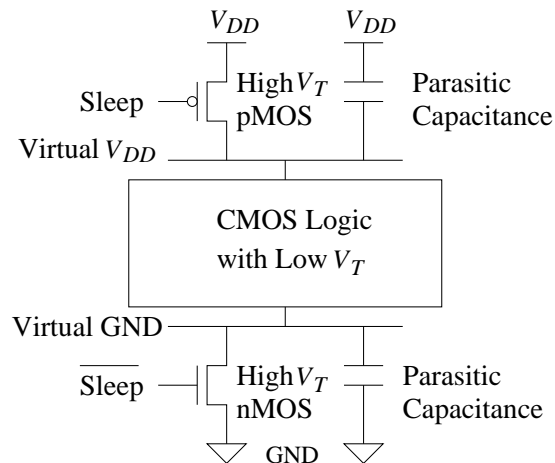 V_DD V_DD
Sleep High V_T pMOS Parasitic Capacitance
Virtual V_DD
CMOS Logic
with Low V_T
Virtual GND
S̅l̅e̅e̅p̅ High V_T nMOS Parasitic Capacitance
GND